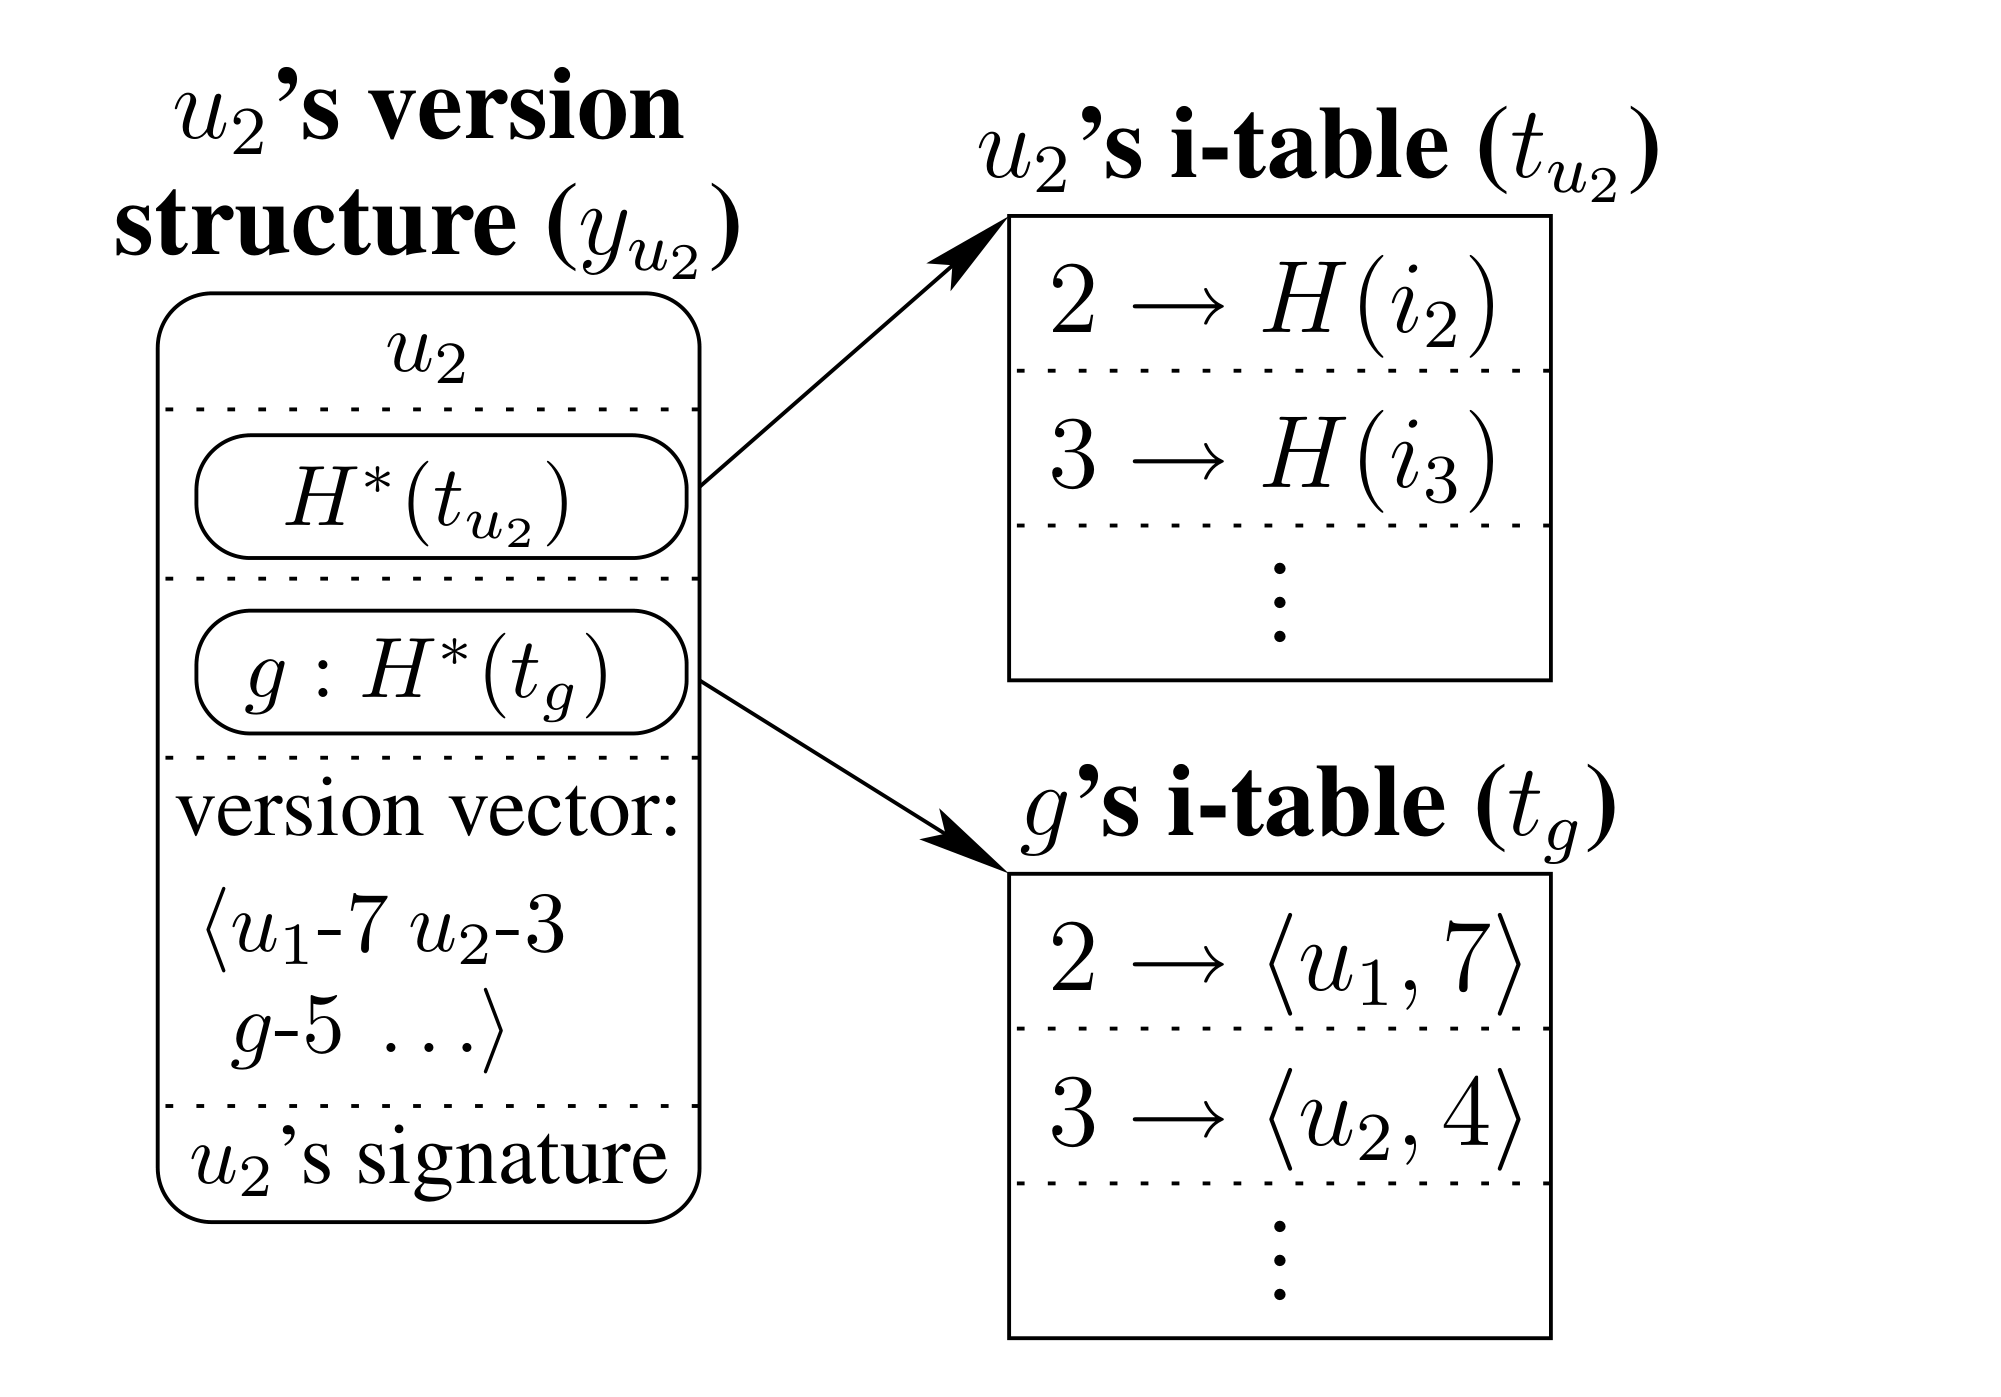 u₂’s version
structure (y_{u₂})
u₂
H*(t_{u₂})
g : H*(t_g)
version vector:
⟨u₁-7 u₂-3
g-5 …⟩
u₂’s signature
u₂’s i-table (t_{u₂})
2 → H(i₂)
3 → H(i₃)
⋮
g’s i-table (t_g)
2 → ⟨u₁, 7⟩
3 → ⟨u₂, 4⟩
⋮